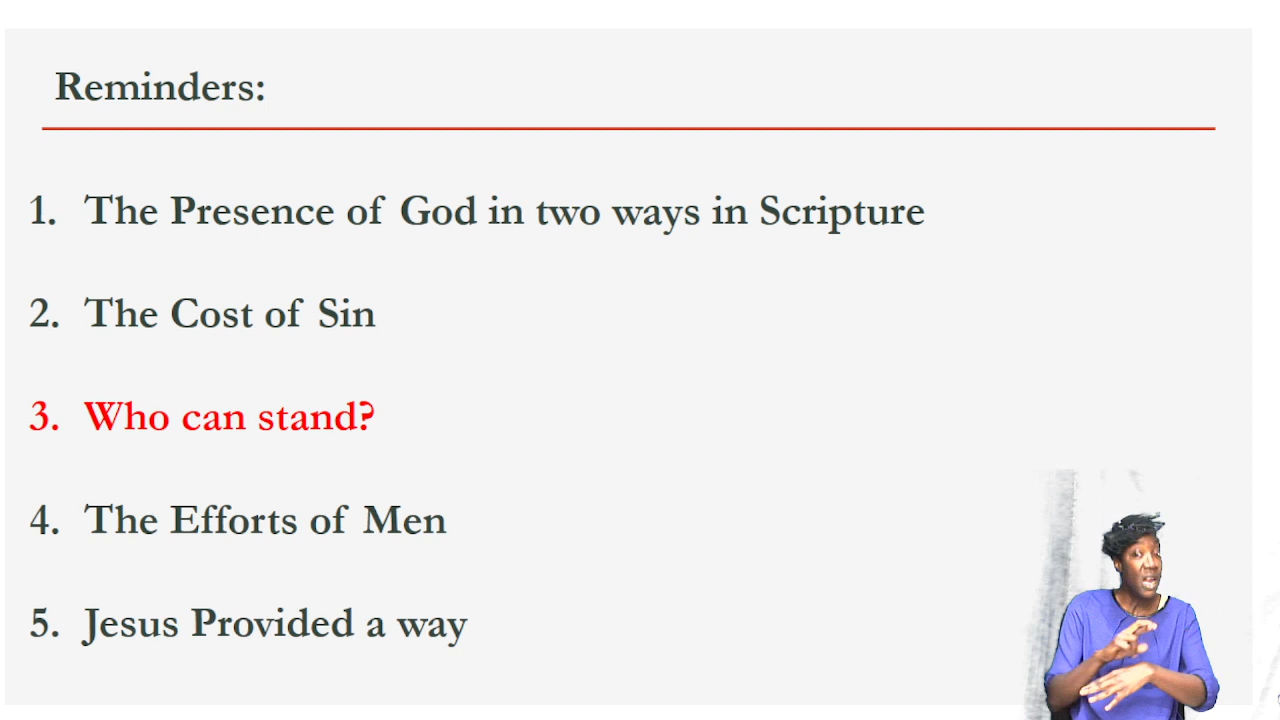 Reminders:
1. The Presence of God in two ways in Scripture
2. The Cost of Sin
3. Who can stand?
4. The Efforts of Men
5. Jesus Provided a way